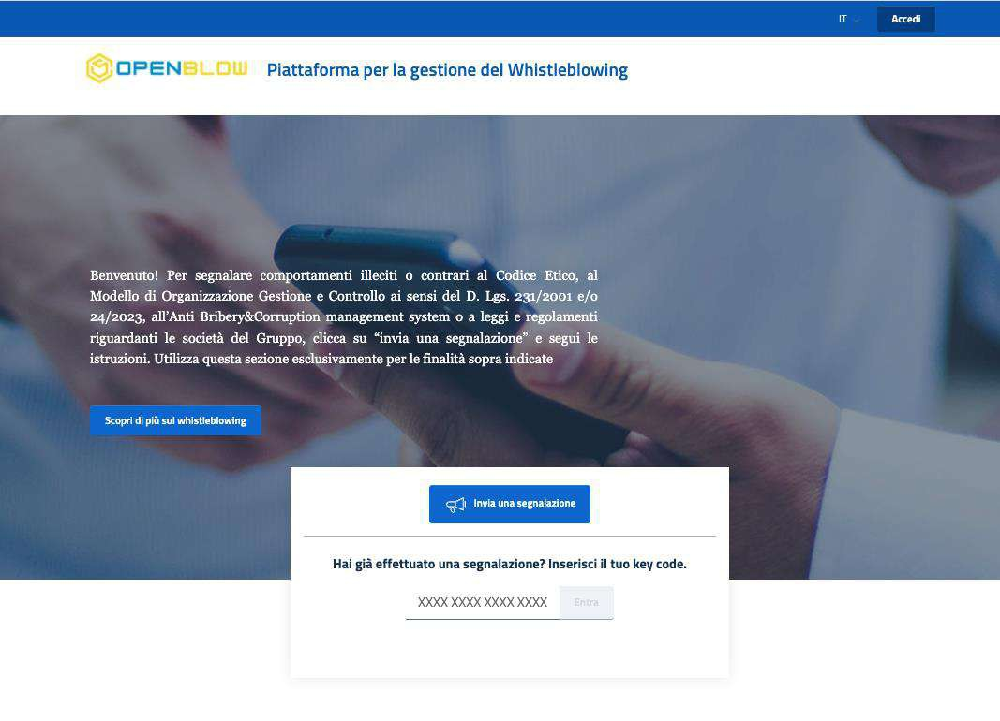 IT
Accedi
OPENBLOW
Piattaforma per la gestione del Whistleblowing
Benvenuto! Per segnalare comportamenti illeciti o contrari al Codice Etico, al
Modello di Organizzazione Gestione e Controllo ai sensi del D. Lgs. 231/2001 e/o
24/2023, all’Anti Bribery&Corruption management system o a leggi e regolamenti
riguardanti le società del Gruppo, clicca su “invia una segnalazione” e segui le
istruzioni. Utilizza questa sezione esclusivamente per le finalità sopra indicate
Scopri di più sul whistleblowing
Invia una segnalazione
Hai già effettuato una segnalazione? Inserisci il tuo key code.
XXXX XXXX XXXX XXXX
Entra